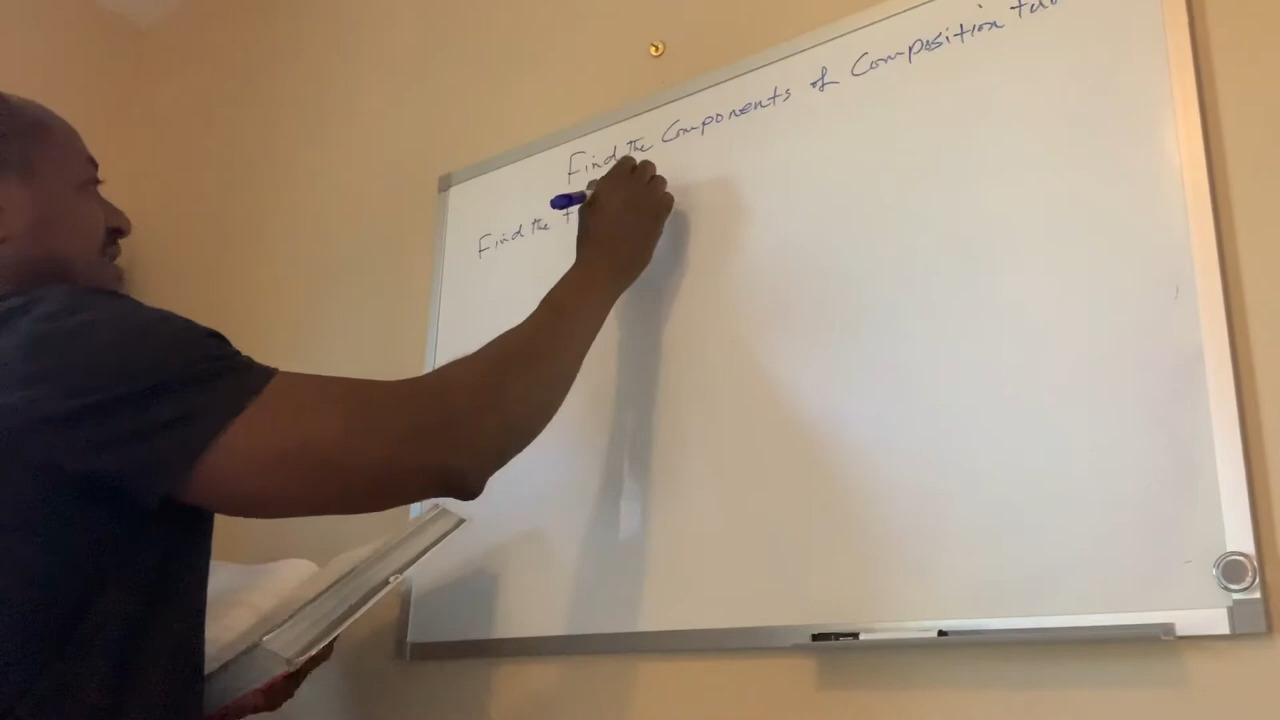 Find the Components of Composition
Find the